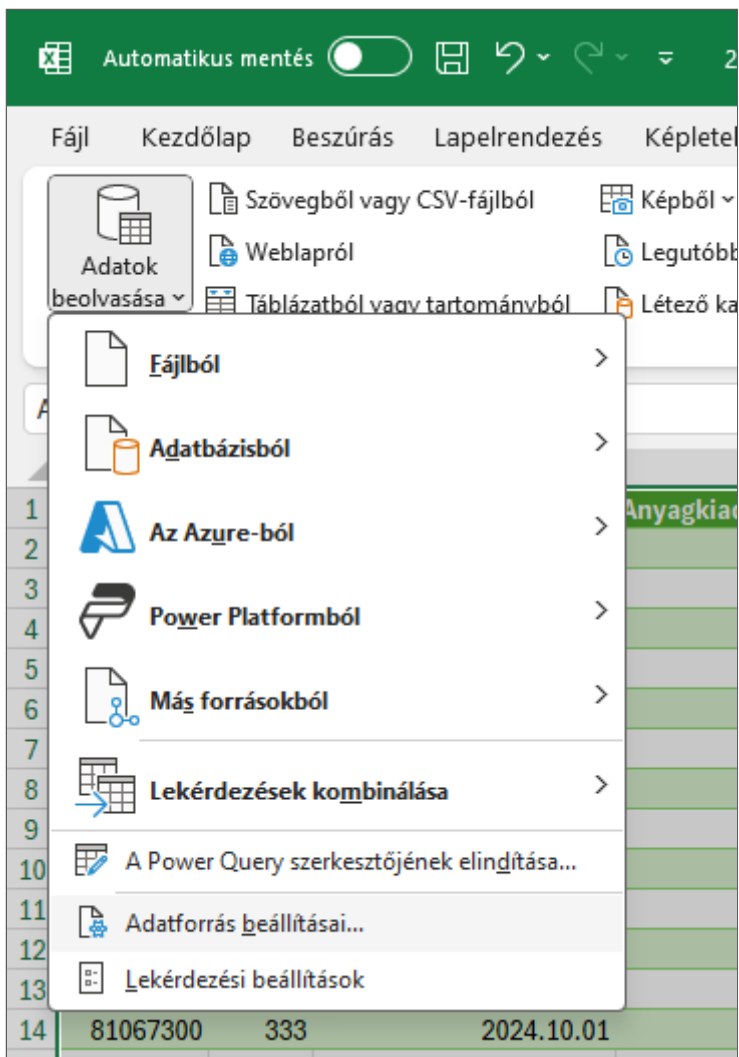 Automatikus mentés
2
Fájl Kezdőlap Beszúrás Lapelrendezés
Adatok
beolvasása
Szövegből vagy CSV-fájlból
Weblapról
Táblázatból vagy tartományból
Képből
Létező
Fájlból
Adatbázisból
Az Azure-ból
Power Platformból
Más forrásokból
Lekérdezések kombinálása
A Power Query szerkesztőjének elindítása...
Adatforrás beállításai...
Lekérdezési beállítások
A
1
2
3
4
5
6
7
8
9
10
11
12
13
14 81067300 333 2024.10.01